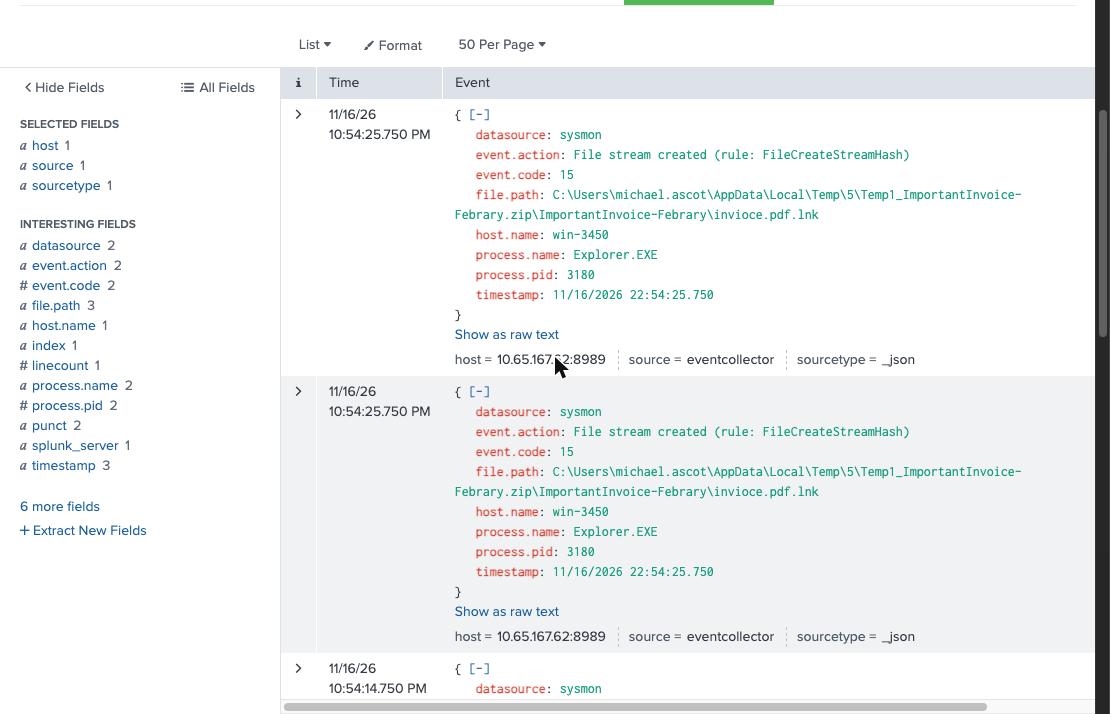 List
Format
50 Per Page
Hide Fields
All Fields
i
Time
Event
SELECTED FIELDS
a host 1
a source 1
a sourcetype 1
INTERESTING FIELDS
a datasource 2
a event.action 2
# event.code 2
a file.path 3
a host.name 1
a index 1
# linecount 1
a process.name 2
# process.pid 2
a punct 2
a splunk_server 1
a timestamp 3
6 more fields
+ Extract New Fields
11/16/26
10:54:25.750 PM
{ [-]
datasource: sysmon
event.action: File stream created (rule: FileCreateStreamHash)
event.code: 15
file.path: C:\Users\michael.ascot\AppData\Local\Temp\5\Temp1_ImportantInvoice-
Febrary.zip\ImportantInvoice-Febrary\invioce.pdf.lnk
host.name: win-3450
process.name: Explorer.EXE
process.pid: 3180
timestamp: 11/16/2026 22:54:25.750
}
Show as raw text
host = 10.65.167.62:8989 source = eventcollector sourcetype = _json
11/16/26
10:54:25.750 PM
{ [-]
datasource: sysmon
event.action: File stream created (rule: FileCreateStreamHash)
event.code: 15
file.path: C:\Users\michael.ascot\AppData\Local\Temp\5\Temp1_ImportantInvoice-
Febrary.zip\ImportantInvoice-Febrary\invioce.pdf.lnk
host.name: win-3450
process.name: Explorer.EXE
process.pid: 3180
timestamp: 11/16/2026 22:54:25.750
}
Show as raw text
host = 10.65.167.62:8989 source = eventcollector sourcetype = _json
11/16/26
10:54:14.750 PM
{ [-]
datasource: sysmon